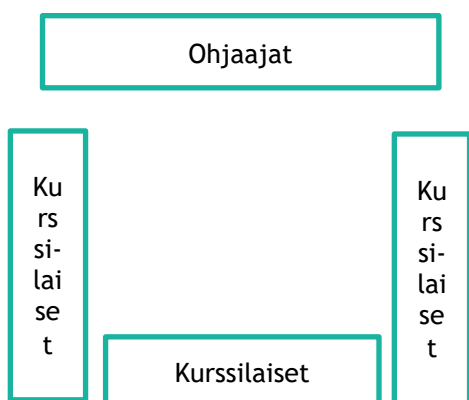 Ohjaajat
Ku
rs
si-
lai
se
t
Ku
rs
si-
lai
se
t
Kurssilaiset